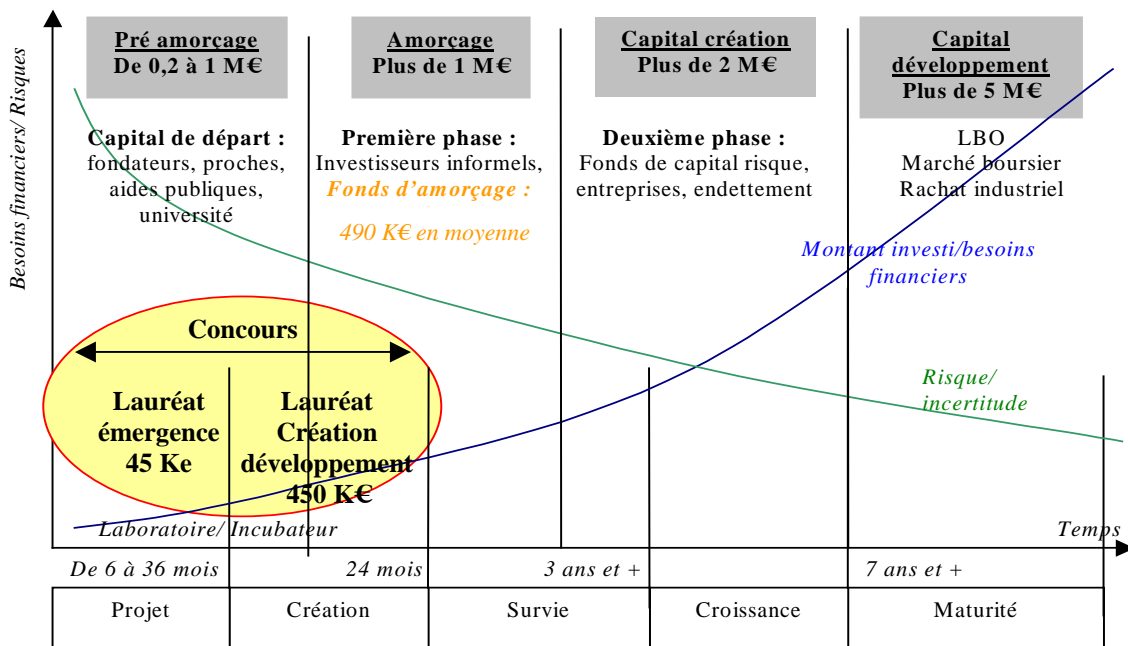 Besoins financiers/ Risques
Pré amorçage
De 0,2 à 1 M€
Amorçage
Plus de 1 M€
Capital création
Plus de 2 M€
Capital
développement
Plus de 5 M€
Capital de départ :
fondateurs, proches,
aides publiques,
université
Première phase :
Investisseurs informels,
Fonds d'amorçage :
490 K€ en moyenne
Deuxième phase :
Fonds de capital risque,
entreprises, endettement
LBO
Marché boursier
Rachat industriel
Montant investi/besoins
financiers
Concours
Lauréat
émergence
45 Ke
Lauréat
Création
développement
450 K€
Risque/
incertitude
Laboratoire/ Incubateur
Temps
De 6 à 36 mois
24 mois
3 ans et +
7 ans et +
Projet
Création
Survie
Croissance
Maturité